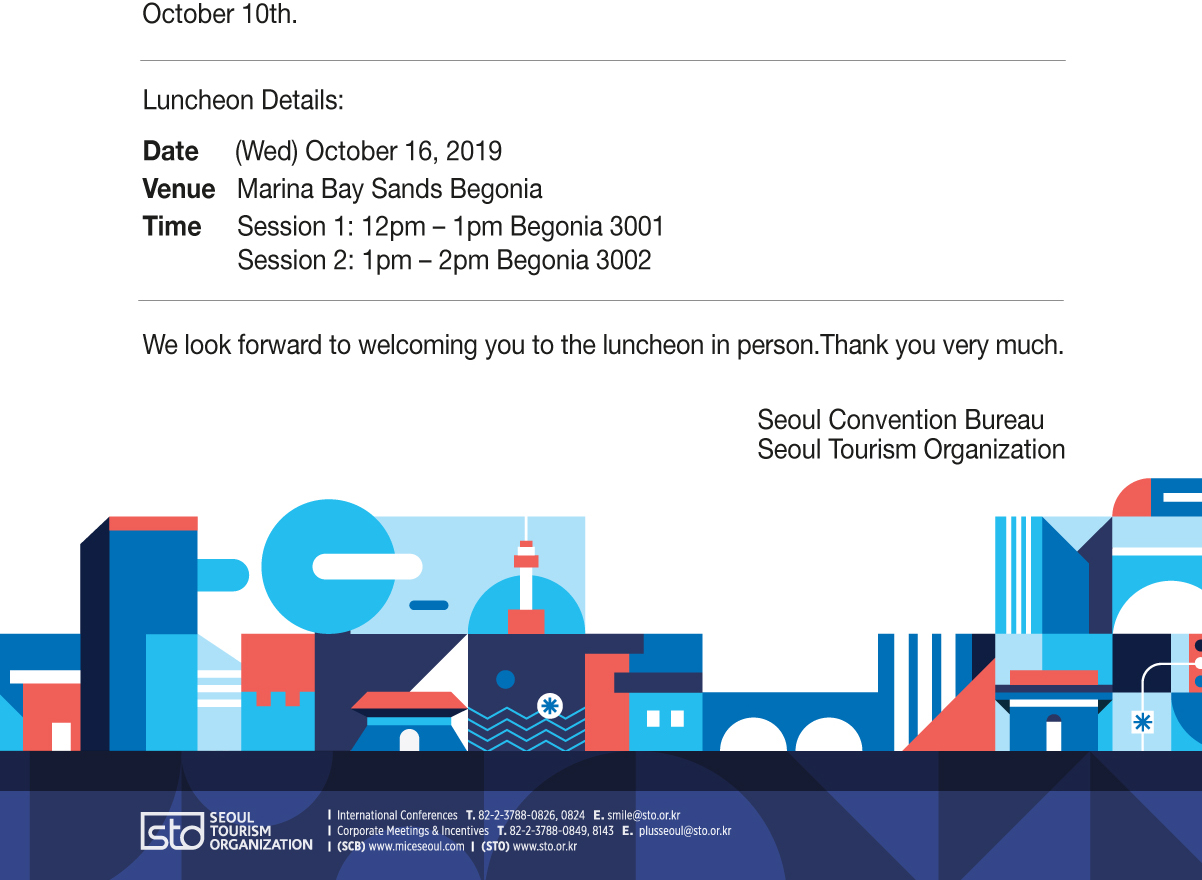 October 10th.
Luncheon Details:
Date (Wed) October 16, 2019
Venue Marina Bay Sands Begonia
Time Session 1: 12pm – 1pm Begonia 3001
Session 2: 1pm – 2pm Begonia 3002
We look forward to welcoming you to the luncheon in person.Thank you very much.
Seoul Convention Bureau
Seoul Tourism Organization
sto
SEOUL
TOURISM
ORGANIZATION
| International Conferences T. 82-2-3788-0826, 0824 E. smile@sto.or.kr
| Corporate Meetings & Incentives T. 82-2-3788-0849, 8143 E. plusseoul@sto.or.kr
| (SCB) www.miceseoul.com | (STO) www.sto.or.kr